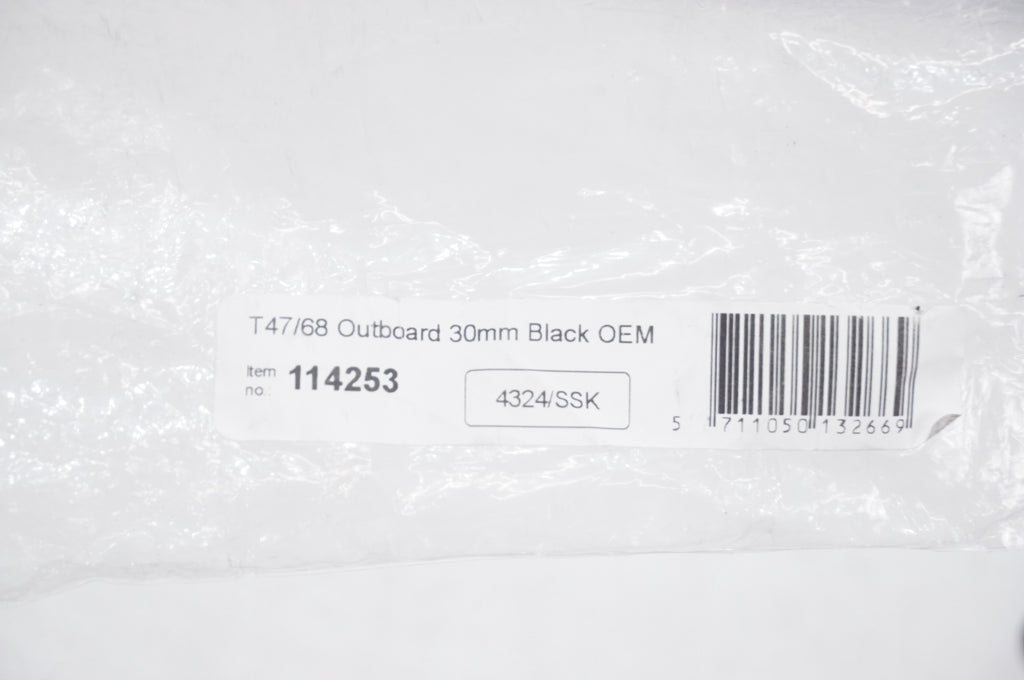 T47/68 Outboard 30mm Black OEM
Item no.: 114253
4324/SSK
5 711050 132669